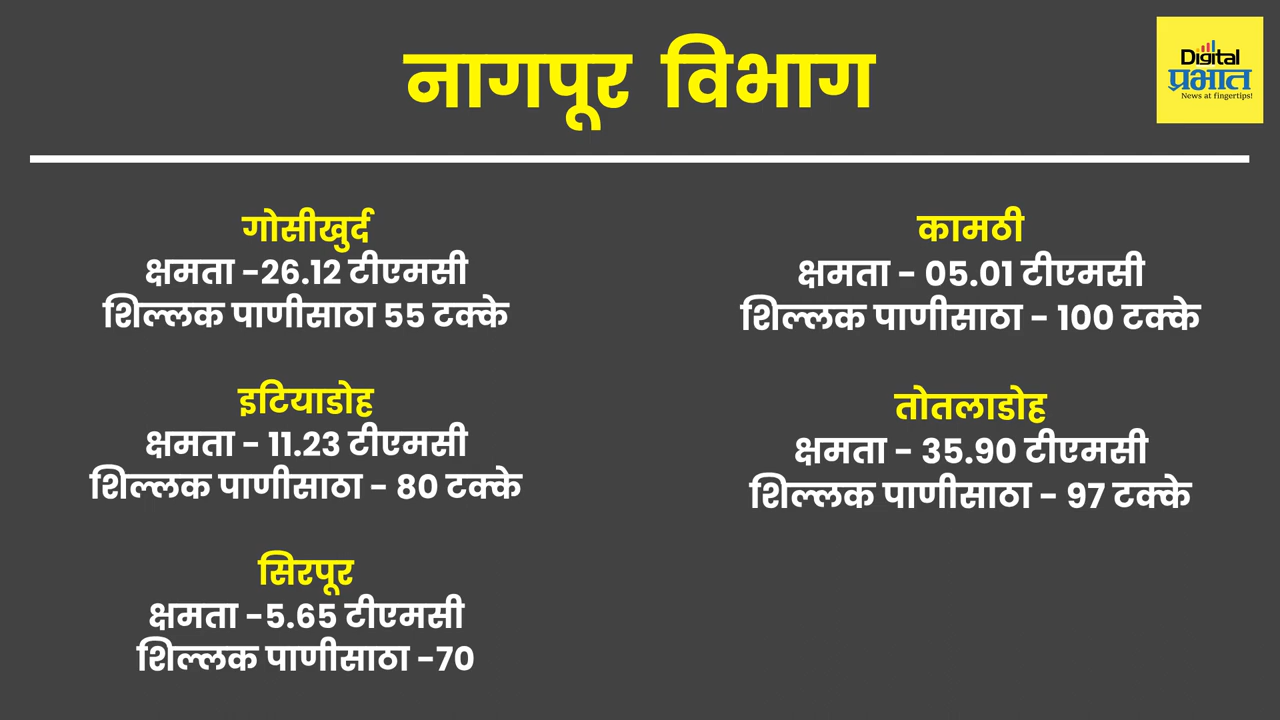 नागपूर विभाग
Digital
प्रभात
News at fingertips!
गोसीखुर्द
क्षमता -26.12 टीएमसी
शिल्लक पाणीसाठा 55 टक्के
इटियाडोह
क्षमता - 11.23 टीएमसी
शिल्लक पाणीसाठा - 80 टक्के
सिरपूर
क्षमता -5.65 टीएमसी
शिल्लक पाणीसाठा -70
कामठी
क्षमता - 05.01 टीएमसी
शिल्लक पाणीसाठा - 100 टक्के
तोतलाडोह
क्षमता - 35.90 टीएमसी
शिल्लक पाणीसाठा - 97 टक्के